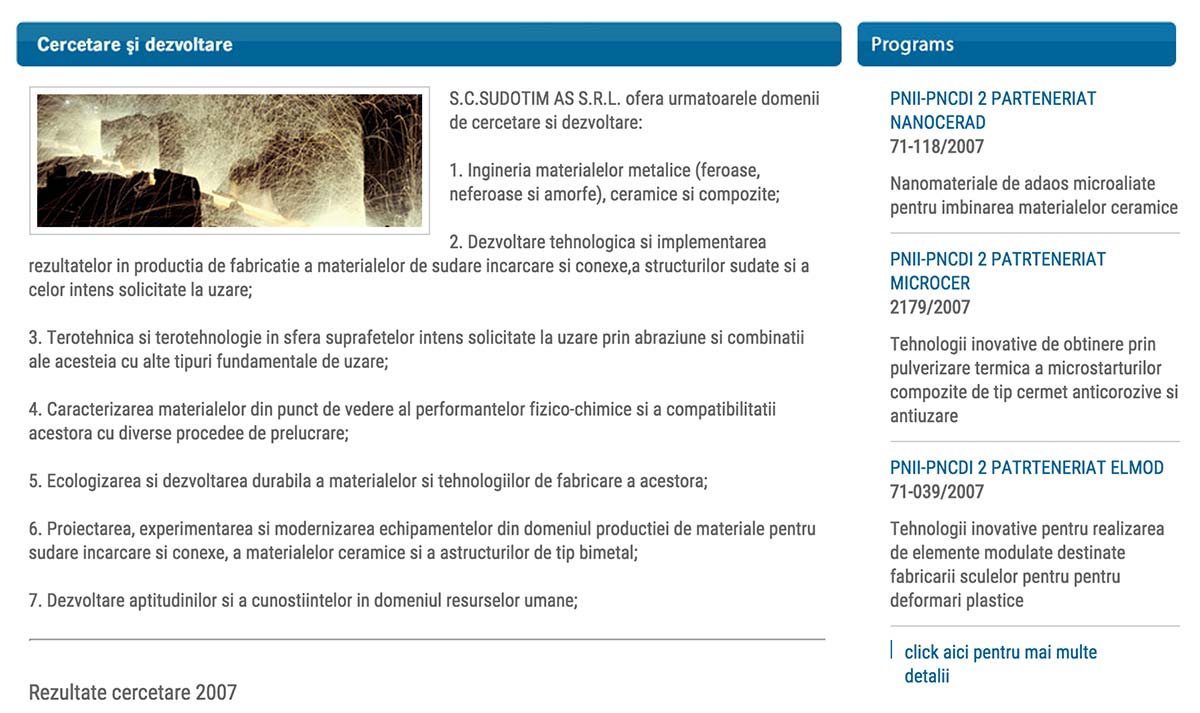 Cercetare şi dezvoltare
S.C.SUDOTIM AS S.R.L. ofera urmatoarele domenii
de cercetare si dezvoltare:
1. Ingineria materialelor metalice (feroase,
neferoase si amorfe), ceramice si compozite;
2. Dezvoltare tehnologica si implementarea
rezultatelor in productia de fabricatie a materialelor de sudare incarcare si conexe,a structurilor sudate si a
celor intens solicitate la uzare;
3. Terotehnica si terotehnologie in sfera suprafetelor intens solicitate la uzare prin abraziune si combinatii
ale acesteia cu alte tipuri fundamentale de uzare;
4. Caracterizarea materialelor din punct de vedere al performantelor fizico-chimice si a compatibilitatii
acestora cu diverse procedee de prelucrare;
5. Ecologizarea si dezvoltarea durabila a materialelor si tehnologiilor de fabricare a acestora;
6. Proiectarea, experimentarea si modernizarea echipamentelor din domeniul productiei de materiale pentru
sudare incarcare si conexe, a materialelor ceramice si a astructurilor de tip bimetal;
7. Dezvoltare aptitudinilor si a cunostiintelor in domeniul resurselor umane;
Rezultate cercetare 2007
Programs
PNII-PNCDI 2 PARTENERIAT
NANOCERAD
71-118/2007
Nanomateriale de adaos microaliate
pentru imbinarea materialelor ceramice
PNII-PNCDI 2 PATRTENERIAT
MICROCER
2179/2007
Tehnologii inovative de obtinere prin
pulverizare termica a microstarturilor
compozite de tip cermet anticorozive si
antiuzare
PNII-PNCDI 2 PATRTENERIAT ELMOD
71-039/2007
Tehnologii inovative pentru realizarea
de elemente modulate destinate
fabricarii sculelor pentru pentru
deformari plastice
click aici pentru mai multe
detalii